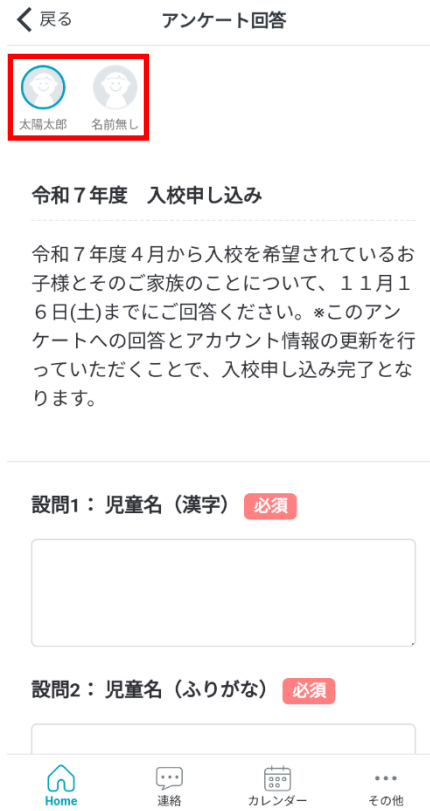 戻る アンケート回答
太陽太郎 名前無し
令和７年度　入校申し込み
令和７年度４月から入校を希望されているお
子様とそのご家族のことについて、１１月１
６日(土)までにご回答ください。※このアン
ケートへの回答とアカウント情報の更新を行
っていただくことで、入校申し込み完了とな
ります。
設問1： 児童名（漢字） 必須
設問2： 児童名（ふりがな） 必須
Home 連絡 カレンダー その他